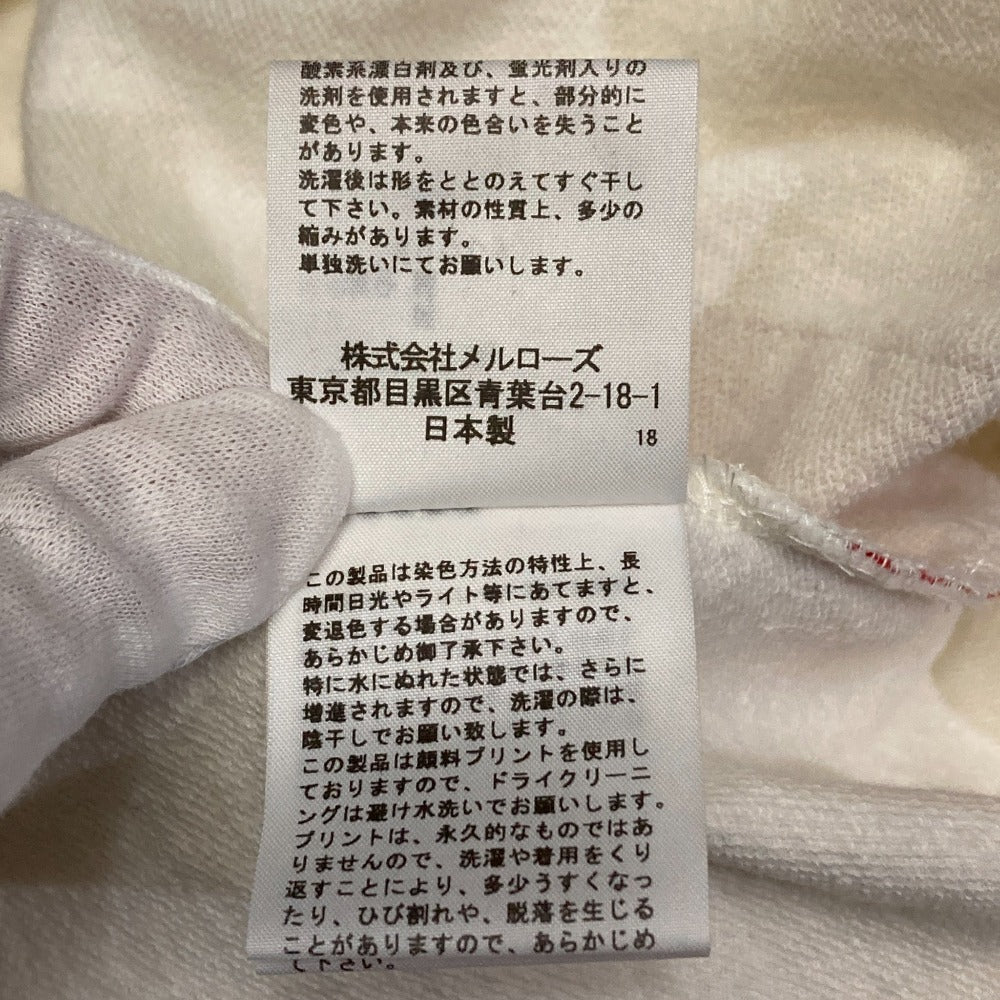 酸素系漂白剤及び、蛍光剤入りの
洗剤を使用されますと、部分的に
変色や、本来の色合いを失うこと
があります。
洗濯後は形をととのえてすぐ干し
て下さい。素材の性質上、多少の
縮みがあります。
単独洗いにてお願いします。
株式会社メルローズ
東京都目黒区青葉台2-18-1
日本製
18
この製品は染色方法の特性上、長
時間日光やライト等にあてますと、
変退色する場合がありますので、
あらかじめ御了承下さい。
特に水にぬれた状態では、さらに
増進されますので、洗濯の際は、
陰干しでお願い致します。
この製品は顔料プリントを使用し
ておりますので、ドライクリーニ
ングは避け水洗いでお願いします。
プリントは、永久的なものではあ
りませんので、洗濯や着用をくり
返すことにより、多少うすくなっ
たり、ひび割れや、脱落を生じる
ことがありますので、あらかじめ
して下さい。